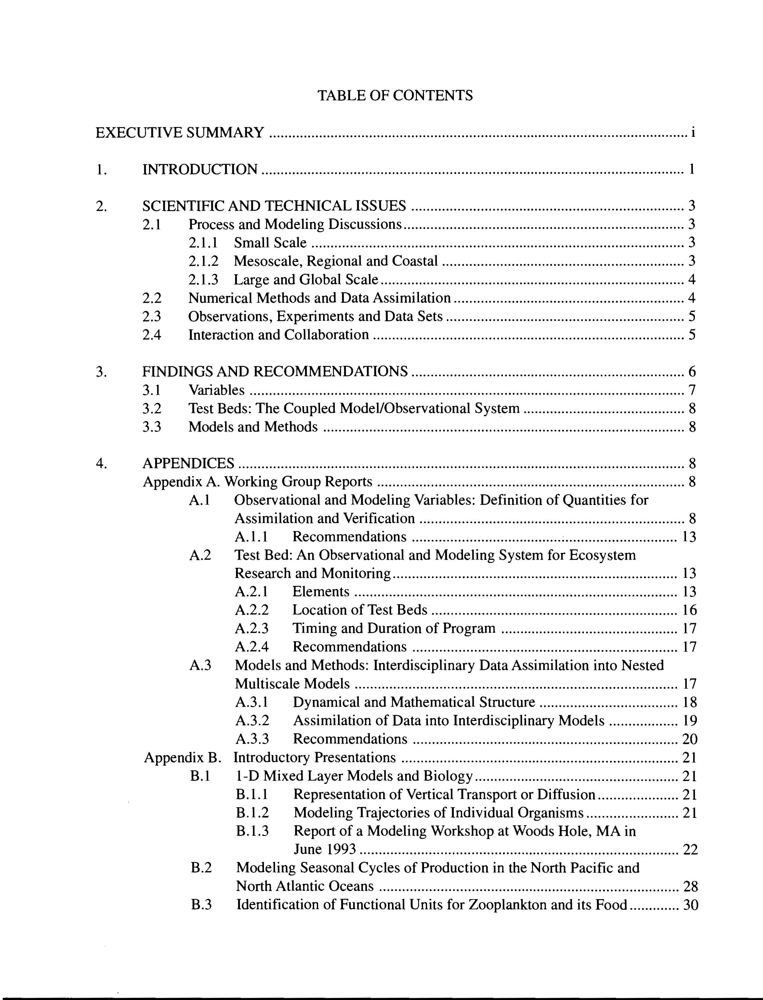 TABLE OF CONTENTS
EXECUTIVE SUMMARY ........ i
1. INTRODUCTION ........ 1
2. SCIENTIFIC AND TECHNICAL ISSUES ........ 3
2.1 Process and Modeling Discussions ........ 3
2.1.1 Small Scale ........ 3
2.1.2 Mesoscale, Regional and Coastal ........ 3
2.1.3 Large and Global Scale ........ 4
2.2 Numerical Methods and Data Assimilation ........ 4
2.3 Observations, Experiments and Data Sets ........ 5
2.4 Interaction and Collaboration ........ 5
3. FINDINGS AND RECOMMENDATIONS ........ 6
3.1 Variables ........ 7
3.2 Test Beds: The Coupled Model/Observational System ........ 8
3.3 Models and Methods ........ 8
4. APPENDICES ........ 8
Appendix A. Working Group Reports ........ 8
A.1 Observational and Modeling Variables: Definition of Quantities for
Assimilation and Verification ........ 8
A.1.1 Recommendations ........ 13
A.2 Test Bed: An Observational and Modeling System for Ecosystem
Research and Monitoring ........ 13
A.2.1 Elements ........ 13
A.2.2 Location of Test Beds ........ 16
A.2.3 Timing and Duration of Program ........ 17
A.2.4 Recommendations ........ 17
A.3 Models and Methods: Interdisciplinary Data Assimilation into Nested
Multiscale Models ........ 17
A.3.1 Dynamical and Mathematical Structure ........ 18
A.3.2 Assimilation of Data into Interdisciplinary Models ........ 19
A.3.3 Recommendations ........ 20
Appendix B. Introductory Presentations ........ 21
B.1 1-D Mixed Layer Models and Biology ........ 21
B.1.1 Representation of Vertical Transport or Diffusion ........ 21
B.1.2 Modeling Trajectories of Individual Organisms ........ 21
B.1.3 Report of a Modeling Workshop at Woods Hole, MA in
June 1993 ........ 22
B.2 Modeling Seasonal Cycles of Production in the North Pacific and
North Atlantic Oceans ........ 28
B.3 Identification of Functional Units for Zooplankton and its Food ........ 30